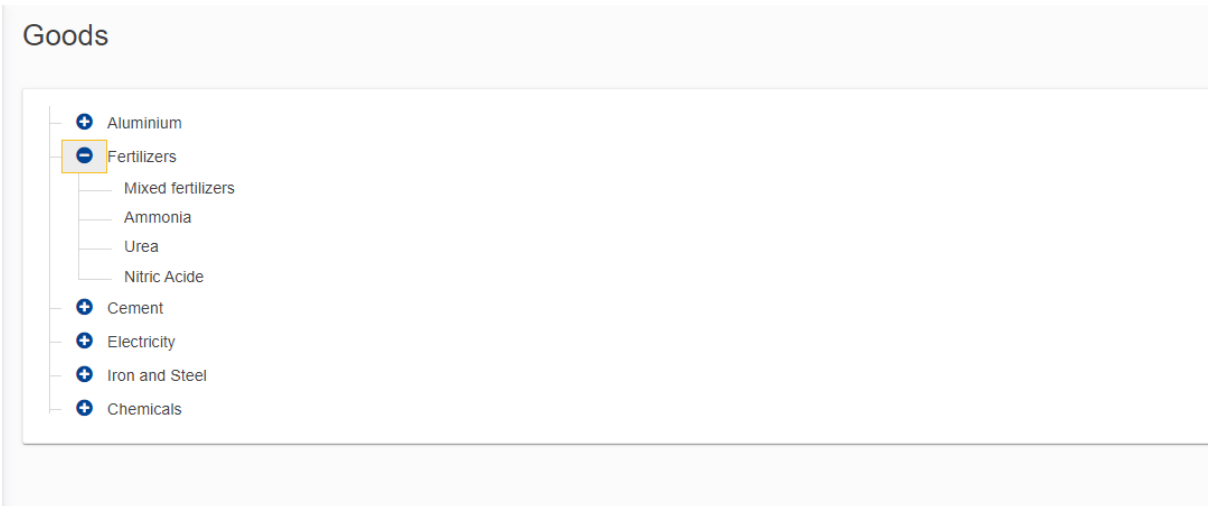 Goods
Aluminium
Fertilizers
Mixed fertilizers
Ammonia
Urea
Nitric Acide
Cement
Electricity
Iron and Steel
Chemicals